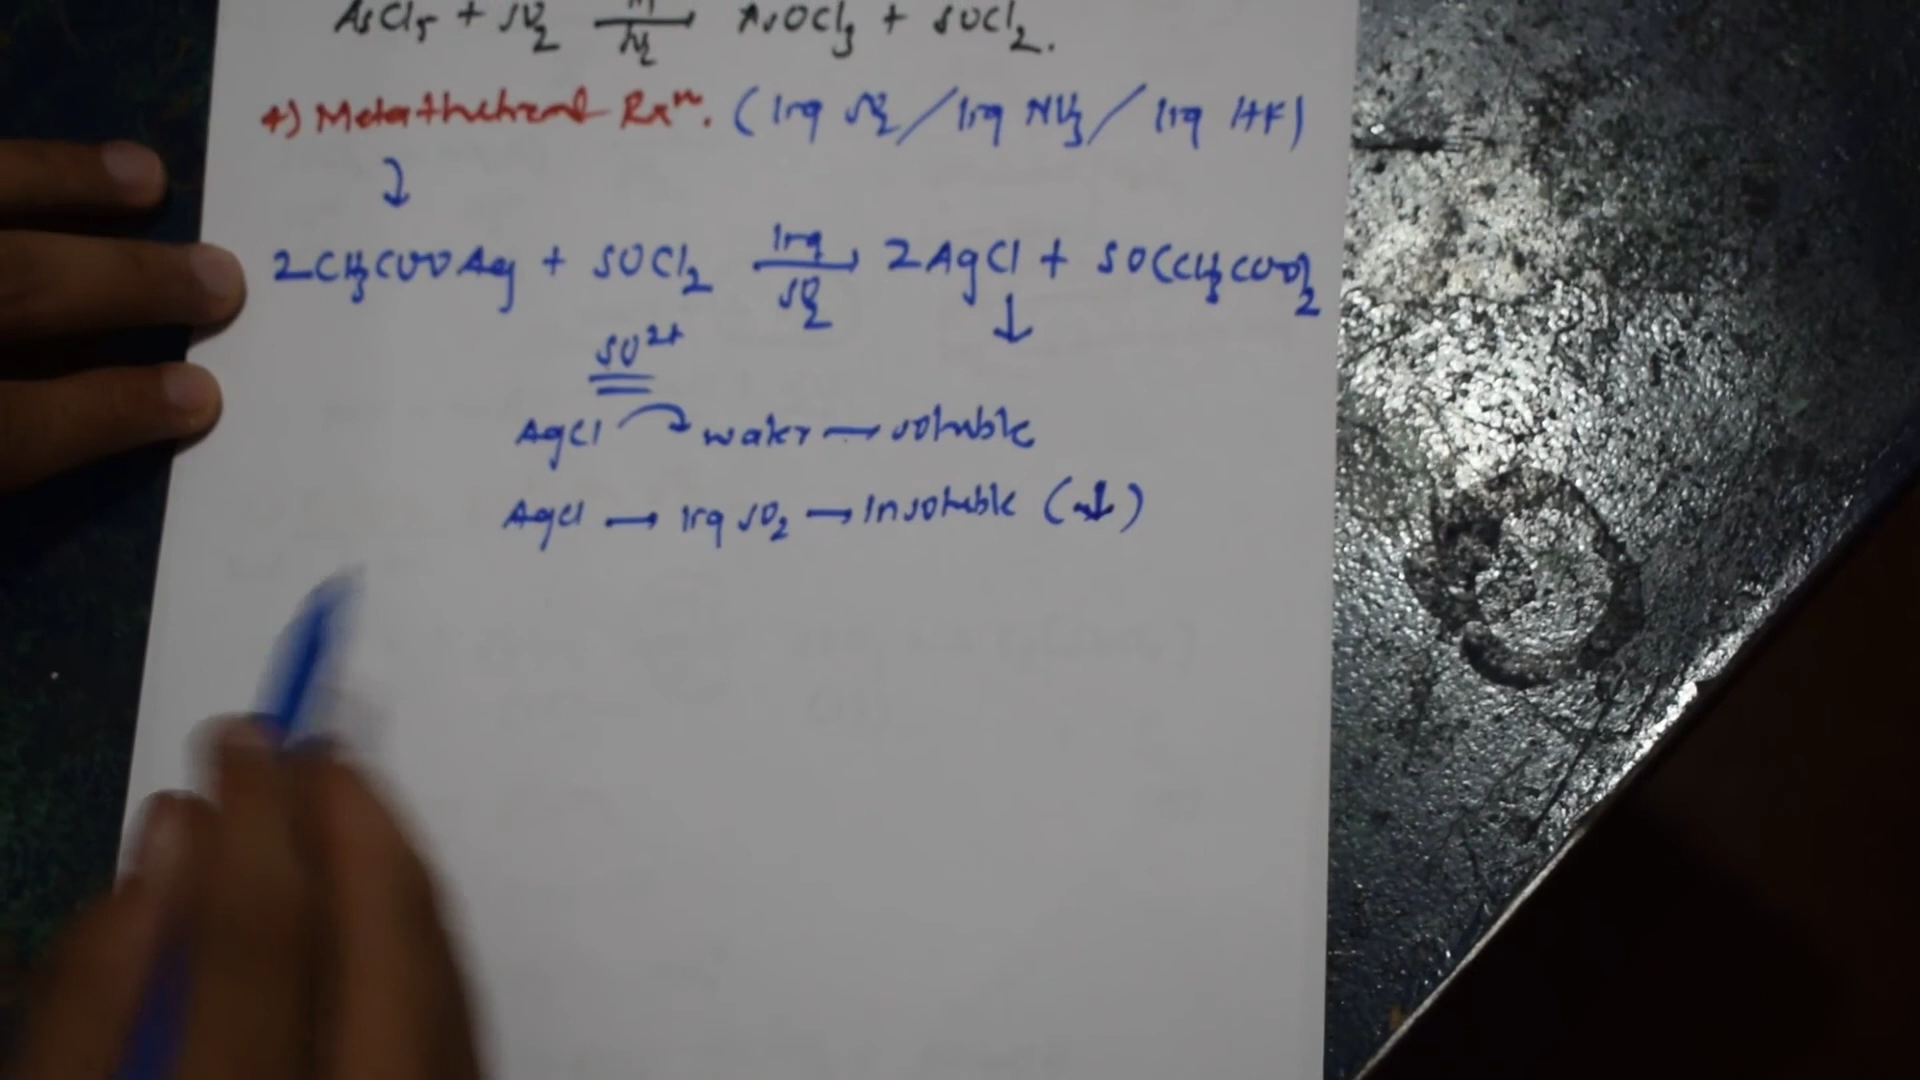 AsCl5 + SO2 → AsOCl3 + SOCl2.
4) Metathetical Rxn. (liq SO2 / liq NH3 / liq HF)
2CH3COOAg + SOCl2 liq SO2 → 2AgCl ↓ + SO(CH3COO)2
SO2+
AgCl water → soluble
AgCl → liq SO2 → Insoluble (↓)